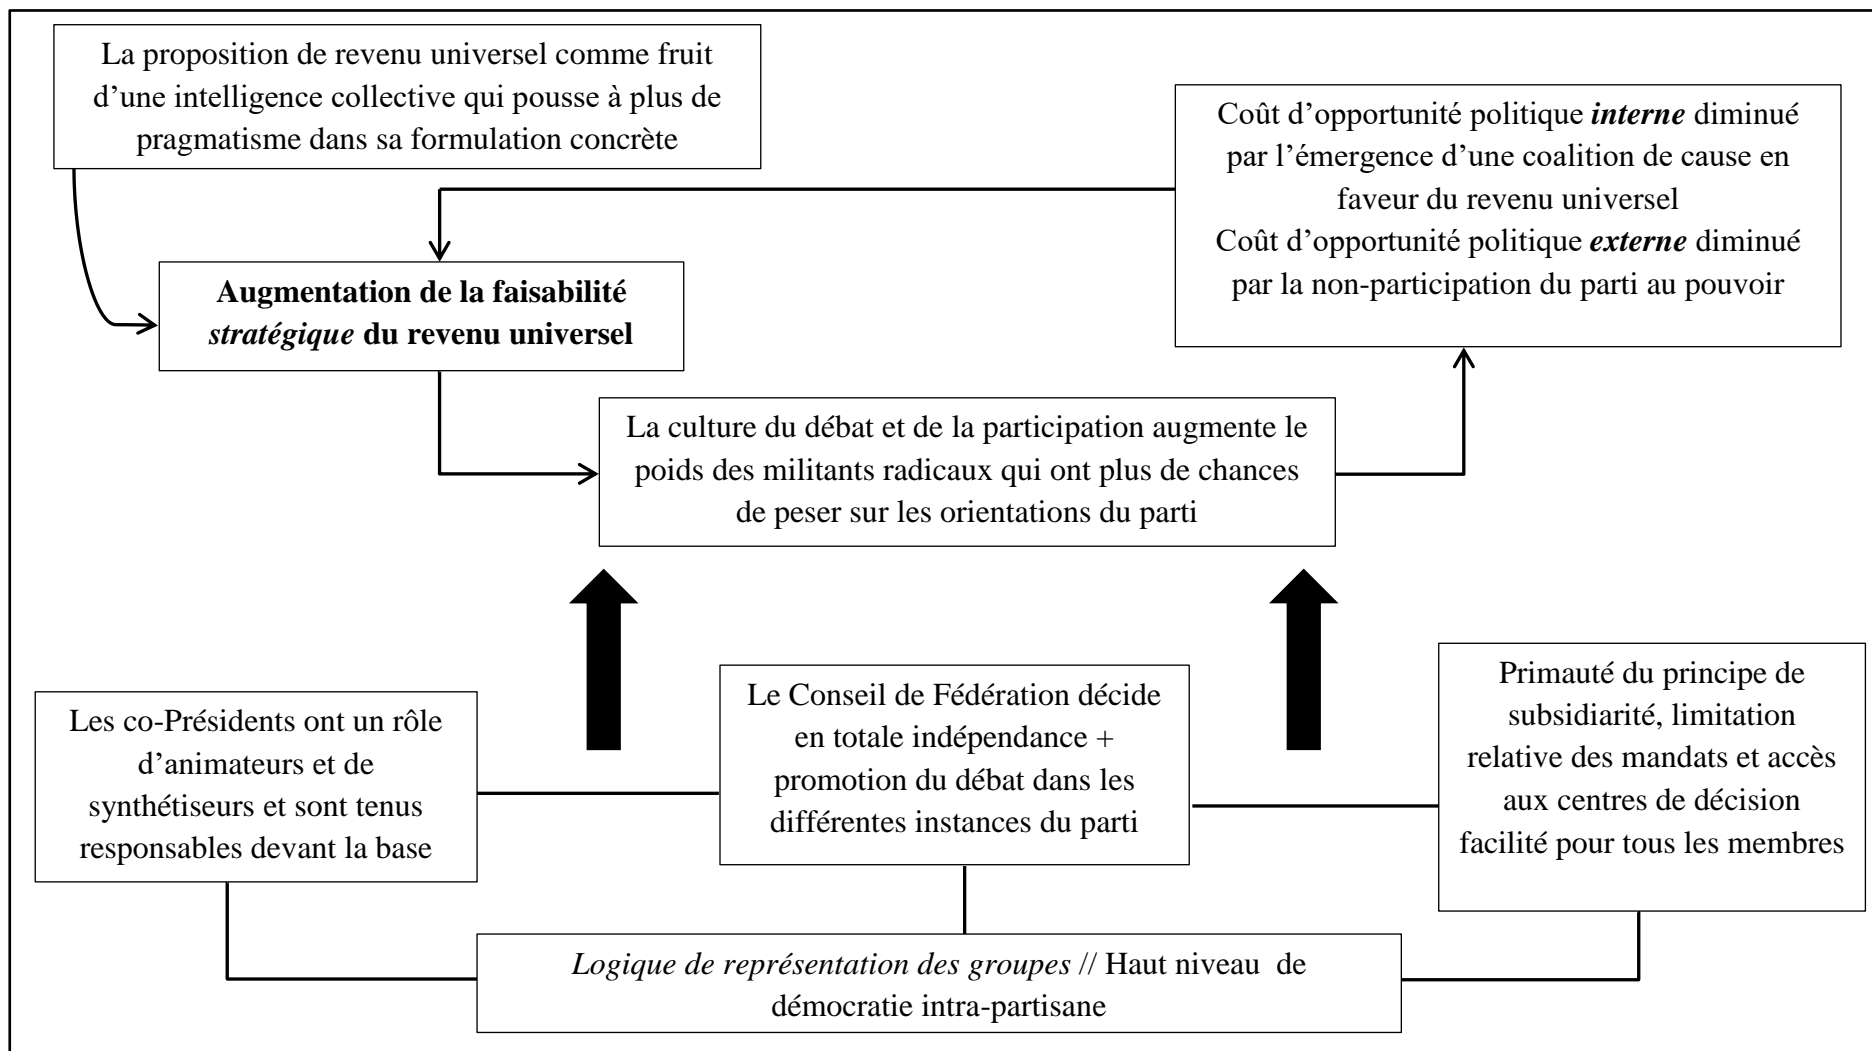 La proposition de revenu universel comme fruit
d’une intelligence collective qui pousse à plus de
pragmatisme dans sa formulation concrète
Coût d’opportunité politique interne diminué
par l’émergence d’une coalition de cause en
faveur du revenu universel
Coût d’opportunité politique externe diminué
par la non-participation du parti au pouvoir
Augmentation de la faisabilité
stratégique du revenu universel
La culture du débat et de la participation augmente le
poids des militants radicaux qui ont plus de chances
de peser sur les orientations du parti
Les co-Présidents ont un rôle
d’animateurs et de
synthétiseurs et sont tenus
responsables devant la base
Le Conseil de Fédération décide
en totale indépendance +
promotion du débat dans les
différentes instances du parti
Primauté du principe de
subsidiarité, limitation
relative des mandats et accès
aux centres de décision
facilité pour tous les membres
Logique de représentation des groupes // Haut niveau de
démocratie intra-partisane